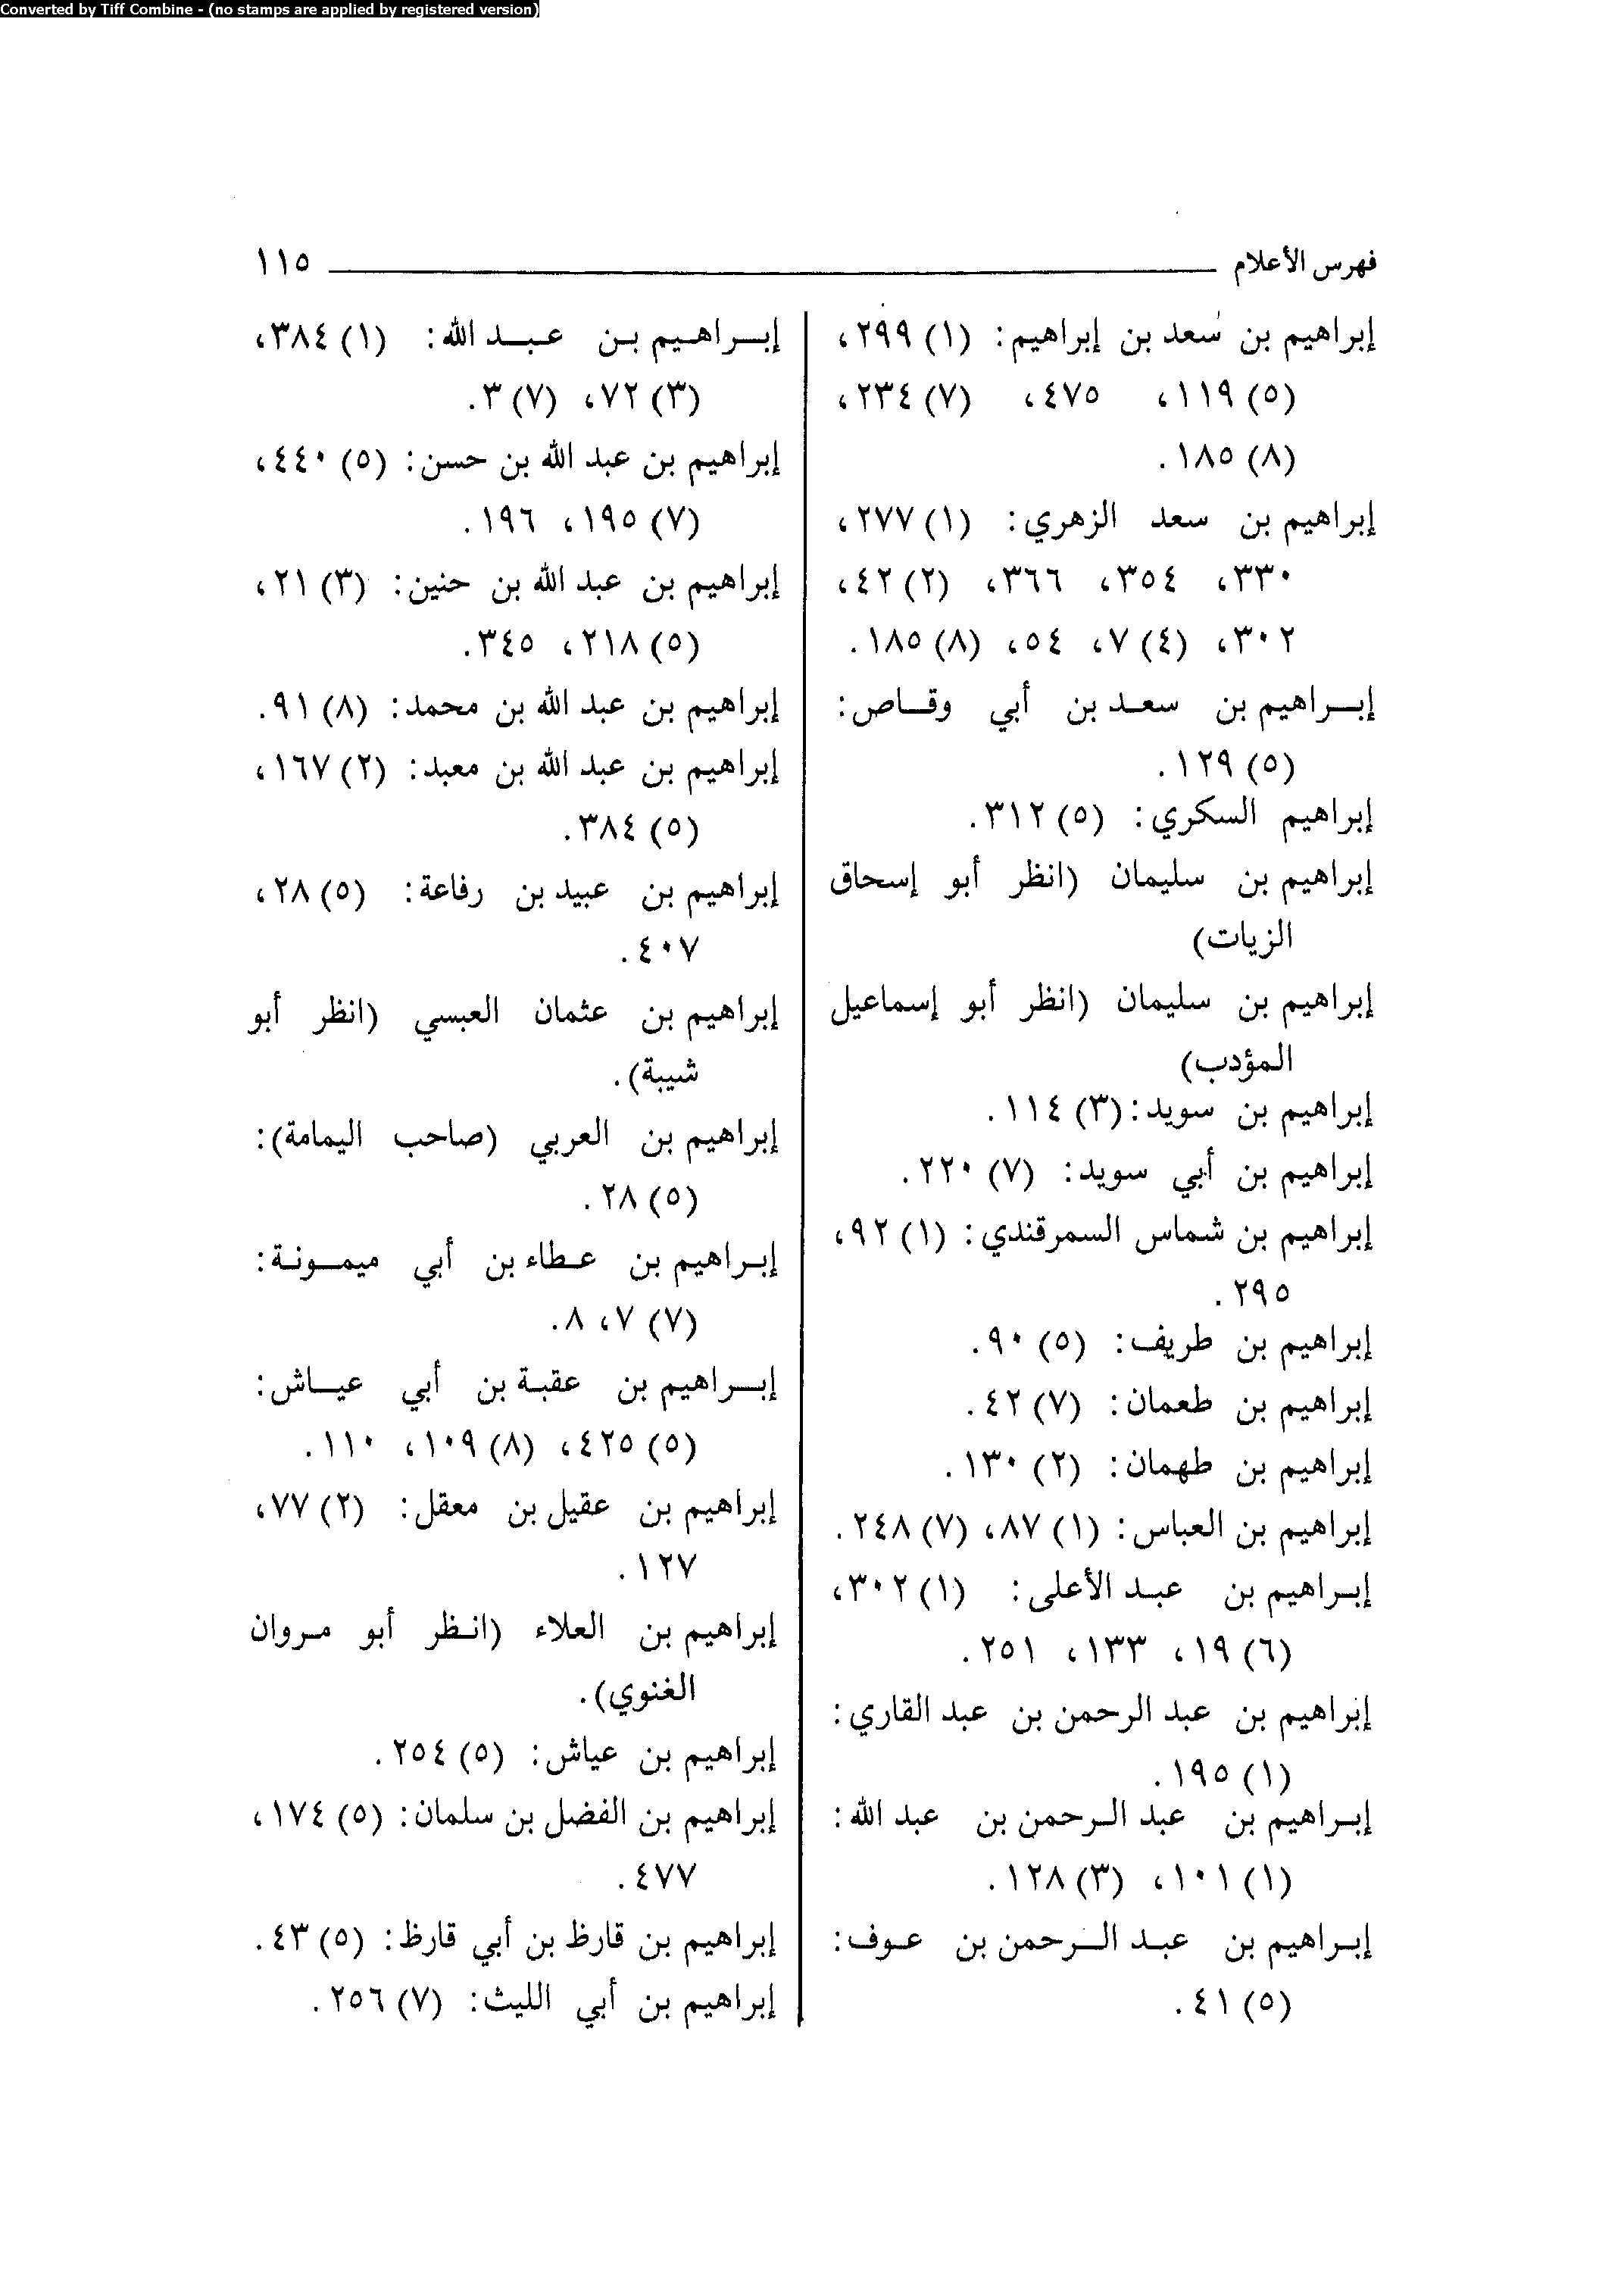 Converted by Tiff Combine - (no stamps are applied by registered version)
فهرس الأعلام ١١٥
إبراهيم بن سعد بن إبراهيم: (١) ٢٩٩،
(٥) ١١٩، ٤٧٥، (٧) ٢٣٤،
(٨) ١٨٥.
إبراهيم بن سعد الزهري: (١) ٢٧٧،
٣٣٠، ٣٥٤، ٣٦٦، (٢) ٤٢،
٣٠٢، (٤) ٧، ٥٤، (٨) ١٨٥.
إبراهيم بن سعد بن أبي وقاص:
(٥) ١٢٩.
إبراهيم السكري: (٥) ٣١٢.
إبراهيم بن سليمان (انظر أبو إسحاق
الزيات)
إبراهيم بن سليمان (انظر أبو إسماعيل
المؤدب)
إبراهيم بن سويد: (٣) ١١٤.
إبراهيم بن أبي سويد: (٧) ٢٢٠.
إبراهيم بن شماس السمرقندي: (١) ٩٢،
٢٩٥.
إبراهيم بن طريف: (٥) ٩٠.
إبراهيم بن طعمان: (٧) ٤٢.
إبراهيم بن طهمان: (٢) ١٣٠.
إبراهيم بن العباس: (١) ٨٧، (٧) ٢٤٨.
إبراهيم بن عبد الأعلى: (١) ٣٠٢،
(٦) ١٩، ١٣٣، ٢٥١.
إبراهيم بن عبد الرحمن بن عبد القاري:
(١) ١٩٥.
إبراهيم بن عبد الرحمن بن عبد الله:
(١) ١٠١، (٣) ١٢٨.
إبراهيم بن عبد الرحمن بن عوف:
(٥) ٤١.
إبراهيم بن عبد الله: (١) ٣٨٤،
(٣) ٧٢، (٧) ٣.
إبراهيم بن عبد الله بن حسن: (٥) ٤٤٠،
(٧) ١٩٥، ١٩٦.
إبراهيم بن عبد الله بن حنين: (٣) ٢١،
(٥) ٢١٨، ٣٤٥.
إبراهيم بن عبد الله بن محمد: (٨) ٩١.
إبراهيم بن عبد الله بن معبد: (٢) ١٦٧،
(٥) ٣٨٤.
إبراهيم بن عبيد بن رفاعة: (٥) ٢٨،
٤٠٧.
إبراهيم بن عثمان العبسي (انظر أبو
شيبة).
إبراهيم بن العربي (صاحب اليمامة):
(٥) ٢٨.
إبراهيم بن عطاء بن أبي ميمونة:
(٧) ٧، ٨.
إبراهيم بن عقبة بن أبي عياش:
(٥) ٤٢٥، (٨) ١٠٩، ١١٠.
إبراهيم بن عقيل بن معقل: (٢) ٧٧،
١٢٧.
إبراهيم بن العلاء (انظر أبو مروان
الغنوي).
إبراهيم بن عياش: (٥) ٢٥٤.
إبراهيم بن الفضل بن سلمان: (٥) ١٧٤،
٤٧٧.
إبراهيم بن قارظ بن أبي قارظ: (٥) ٤٣.
إبراهيم بن أبي الليث: (٧) ٢٥٦.